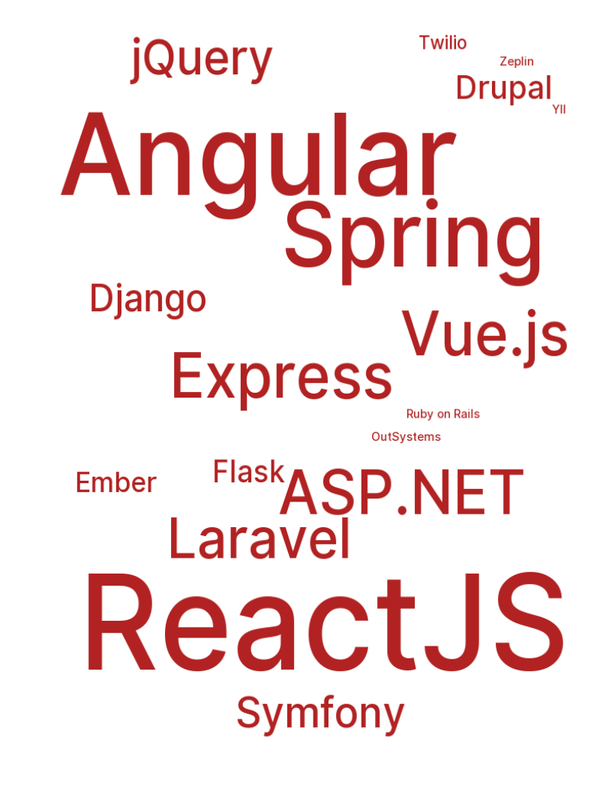 jQuery
Twilio
Zeplin
Drupal
YII
Angular
Spring
Django
Vue.js
Express
Ruby on Rails
OutSystems
Ember
Flask
ASP.NET
Laravel
ReactJS
Symfony